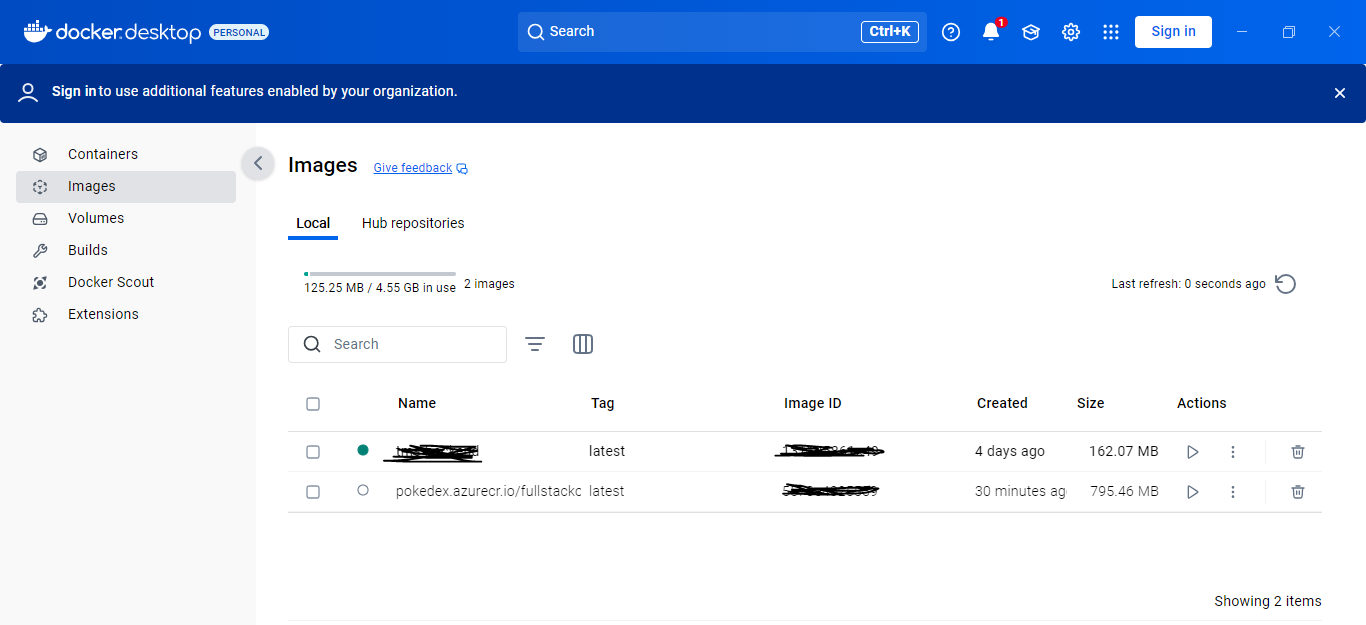 docker.desktop PERSONAL
Search Ctrl+K
1
Sign in
Sign in to use additional features enabled by your organization.
Containers
Images
Volumes
Builds
Docker Scout
Extensions
Images Give feedback
Local Hub repositories
125.25 MB / 4.55 GB in use 2 images
Last refresh: 0 seconds ago
Search
Name Tag Image ID Created Size Actions
latest 4 days ago 162.07 MB
pokedex.azurecr.io/fullstackc latest 30 minutes ag 795.46 MB
Showing 2 items